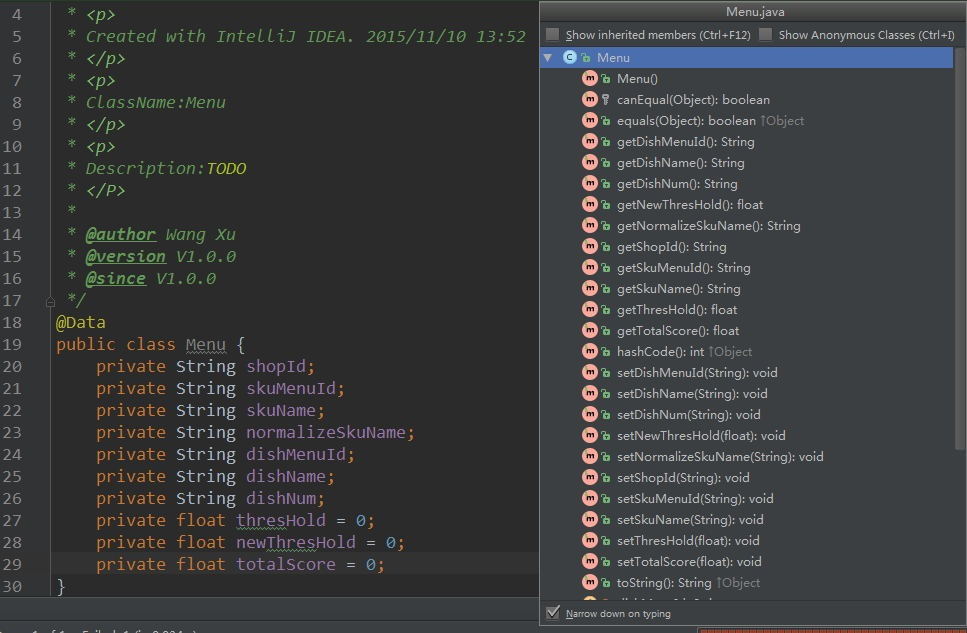 4 * <p>
5 * Created with IntelliJ IDEA. 2015/11/10 13:52
6 * </p>
7 * <p>
8 * ClassName:Menu
9 * </p>
10 * <p>
11 * Description:TODO
12 * </P>
13 *
14 * @author Wang Xu
15 * @version V1.0.0
16 * @since V1.0.0
17 */
18 @Data
19 public class Menu {
20 private String shopId;
21 private String skuMenuId;
22 private String skuName;
23 private String normalizeSkuName;
24 private String dishMenuId;
25 private String dishName;
26 private String dishNum;
27 private float thresHold = 0;
28 private float newThresHold = 0;
29 private float totalScore = 0;
30 }
Menu.java
Show inherited members (Ctrl+F12) Show Anonymous Classes (Ctrl+I)
C Menu
m Menu()
m canEqual(Object): boolean
m equals(Object): boolean ↑Object
m getDishMenuId(): String
m getDishName(): String
m getDishNum(): String
m getNewThresHold(): float
m getNormalizeSkuName(): String
m getShopId(): String
m getSkuMenuId(): String
m getSkuName(): String
m getThresHold(): float
m getTotalScore(): float
m hashCode(): int ↑Object
m setDishMenuId(String): void
m setDishName(String): void
m setDishNum(String): void
m setNewThresHold(float): void
m setNormalizeSkuName(String): void
m setShopId(String): void
m setSkuMenuId(String): void
m setSkuName(String): void
m setThresHold(float): void
m setTotalScore(float): void
m toString(): String ↑Object
Narrow down on typing